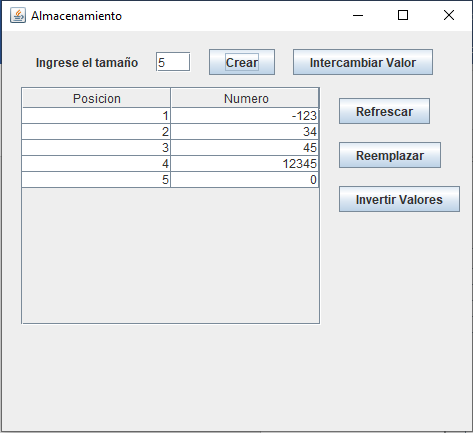 Almacenamiento
Ingrese el tamaño 5 Crear Intercambiar Valor
Posicion Numero
1 -123
2 34
3 45
4 12345
5 0
Refrescar
Reemplazar
Invertir Valores